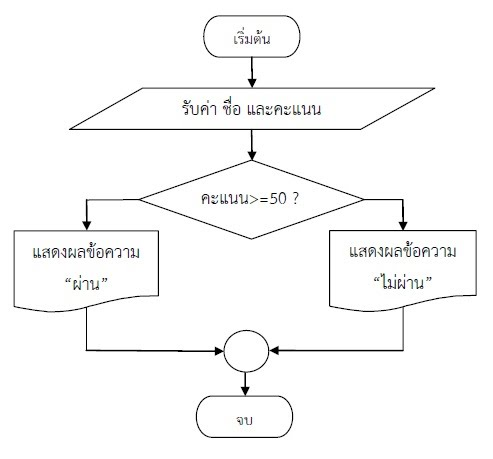 เริ่มต้น
รับค่า ชื่อ และคะแนน
คะแนน>=50 ?
แสดงผลข้อความ
“ผ่าน”
แสดงผลข้อความ
“ไม่ผ่าน”
จบ